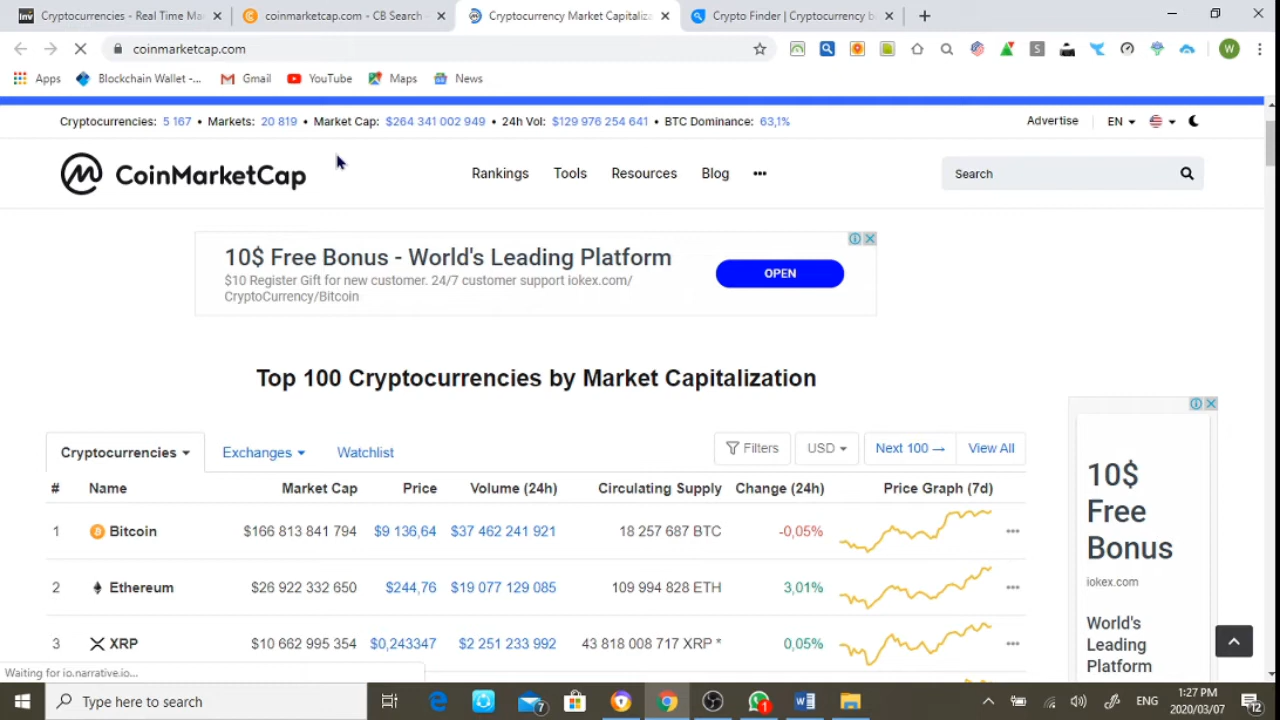 Currencies - Real Time Mar
coinmarketcap.com - CB Search -
Cryptocurrency Market Capitaliza
Crypto Finder | Cryptocurrency b
coinmarketcap.com
W
Apps
Blockchain Wallet -...
Gmail
YouTube
Maps
News
Cryptocurrencies: 5 167 • Markets: 20 819 • Market Cap: $264 341 002 949 • 24h Vol: $129 976 254 641 • BTC Dominance: 63,1%
Advertise
EN
CoinMarketCap
Rankings
Tools
Resources
Blog
Search
10$ Free Bonus - World's Leading Platform
$10 Register Gift for new customer. 24/7 customer support iokex.com/
CryptoCurrency/Bitcoin
OPEN
Top 100 Cryptocurrencies by Market Capitalization
Cryptocurrencies
Exchanges
Watchlist
Filters
USD
Next 100 →
View All
# Name Market Cap Price Volume (24h) Circulating Supply Change (24h) Price Graph (7d)
1 Bitcoin $166 813 841 794 $9 136,64 $37 462 241 921 18 257 687 BTC -0,05%
2 Ethereum $26 922 332 650 $244,76 $19 077 129 085 109 994 828 ETH 3,01%
3 XRP $10 662 995 354 $0,243347 $2 251 233 992 43 818 008 717 XRP * 0,05%
10$
Free
Bonus
iokex.com
World's
Leading
Platform
Waiting for io.narrative.io...
Type here to search
7
1
ENG
1:27 PM
2020/03/07
12